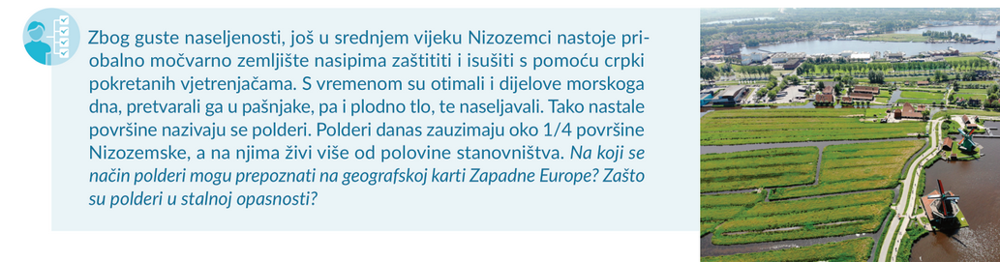 Zbog guste naseljenosti, još u srednjem vijeku Nizozemci nastoje pri-
obalno močvarno zemljište nasipima zaštititi i isušiti s pomoću crpki
pokretanih vjetrenjačama. S vremenom su otimali i dijelove morskoga
dna, pretvarali ga u pašnjake, pa i plodno tlo, te naseljavali. Tako nastale
površine nazivaju se polderi. Polderi danas zauzimaju oko 1/4 površine
Nizozemske, a na njima živi više od polovine stanovništva. Na koji se
način polderi mogu prepoznati na geografskoj karti Zapadne Europe? Zašto
su polderi u stalnoj opasnosti?